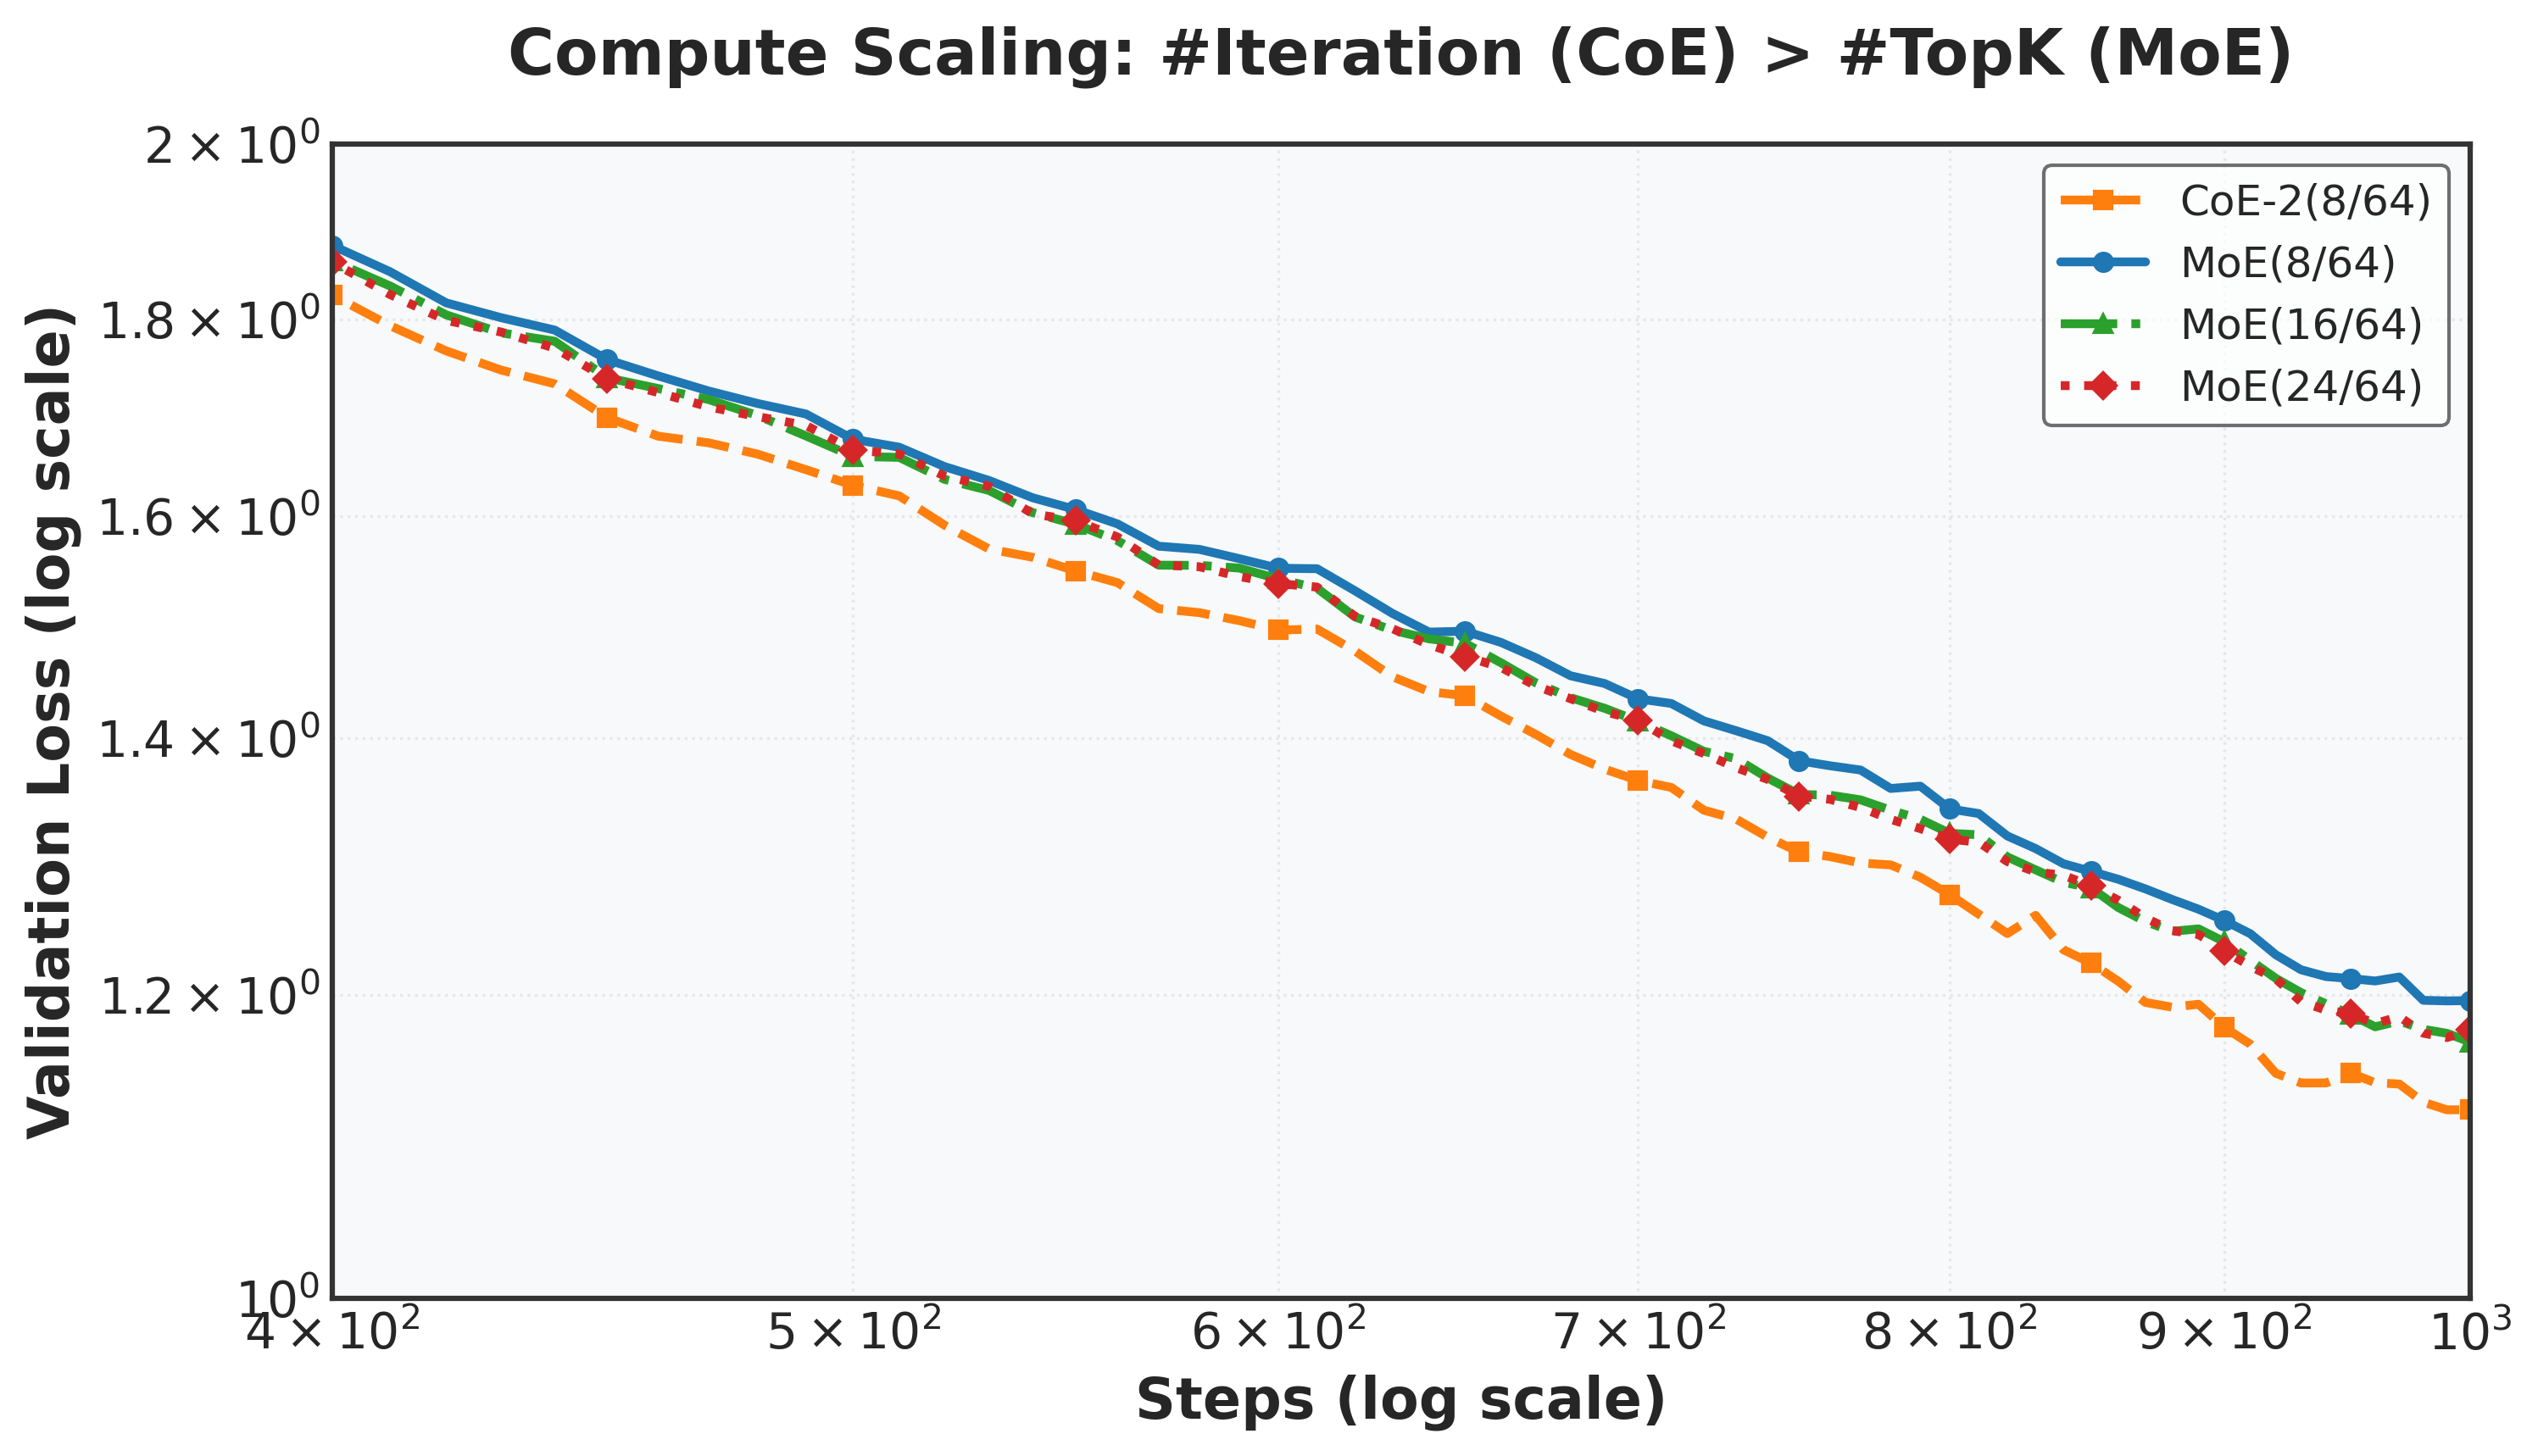 Compute Scaling: #Iteration (CoE) > #TopK (MoE)
2 × 10⁰
1.8 × 10⁰
1.6 × 10⁰
1.4 × 10⁰
1.2 × 10⁰
10⁰
Validation Loss (log scale)
CoE-2(8/64)
MoE(8/64)
MoE(16/64)
MoE(24/64)
4 × 10² 5 × 10² 6 × 10² 7 × 10² 8 × 10² 9 × 10² 10³
Steps (log scale)